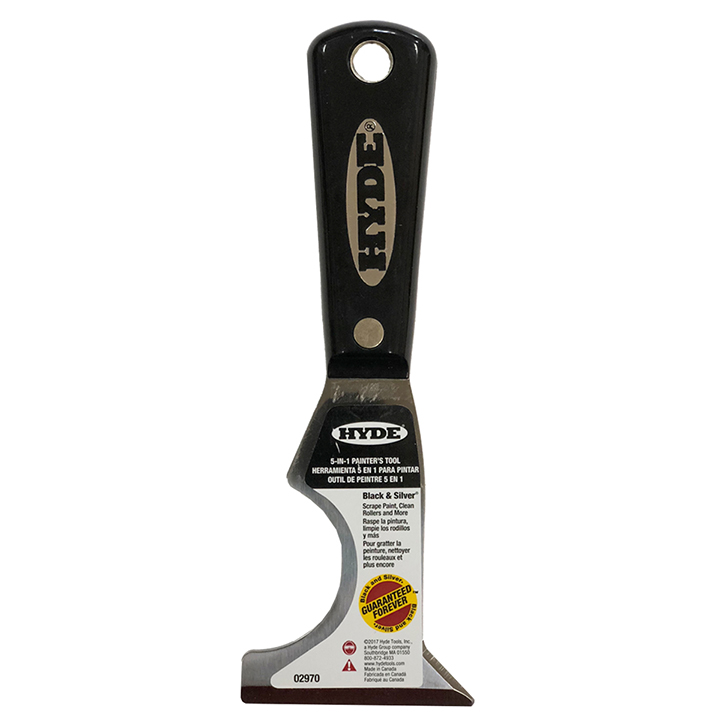 HYDE®
HYDE
5-IN-1 PAINTER'S TOOL
HERRAMIENTA 5 EN 1 PARA PINTAR
OUTIL DE PEINTRE 5 EN 1
Black & Silver®
Scrape Paint, Clean
Rollers and More
Raspe la pintura,
limpie los rodillos
y más
Pour gratter la
peinture, nettoyer
les rouleaux et
plus encore
Black and Silver.
GUARANTEED
FOREVER
Black and Silver.
©2017 Hyde Tools, Inc.,
a Hyde Group company
Southbridge MA 01550
800-872-4933
www.hydetools.com
Made in Canada
Fabricada en Canadá
Fabriqué au Canada
02970